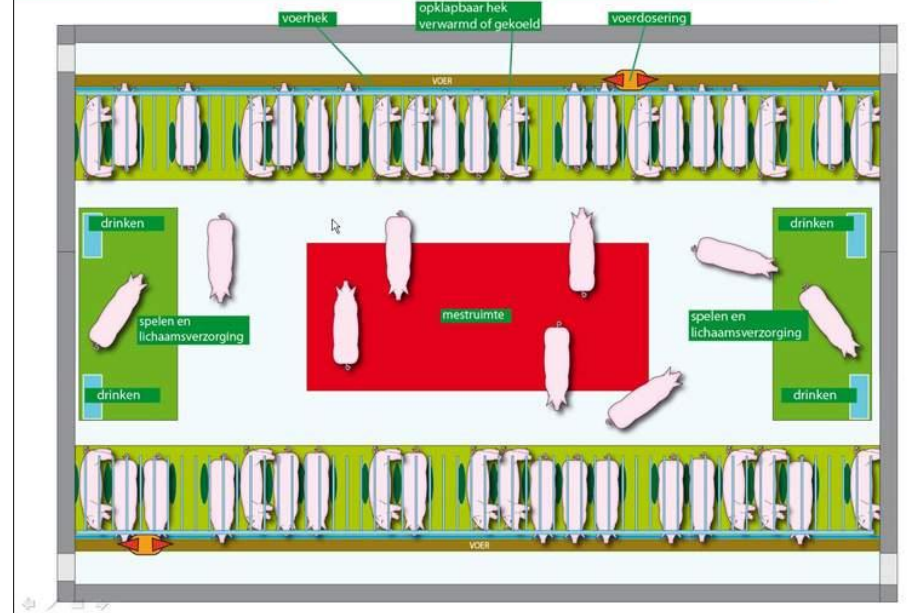 voerhek
opklapbaar hek
verwarmd of gekoeld
voerdosering
VOER
drinken
drinken
spelen en
lichaamsverzorging
mestruimte
spelen en
lichaamsverzorging
drinken
drinken
VOER